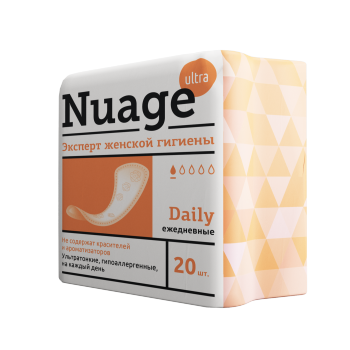 ultra
Nuage
Эксперт женской гигиены
Daily
ежедневные
Не содержат красителей
и ароматизаторов
Ультратонкие, гипоаллергенные,
на каждый день
20 шт.